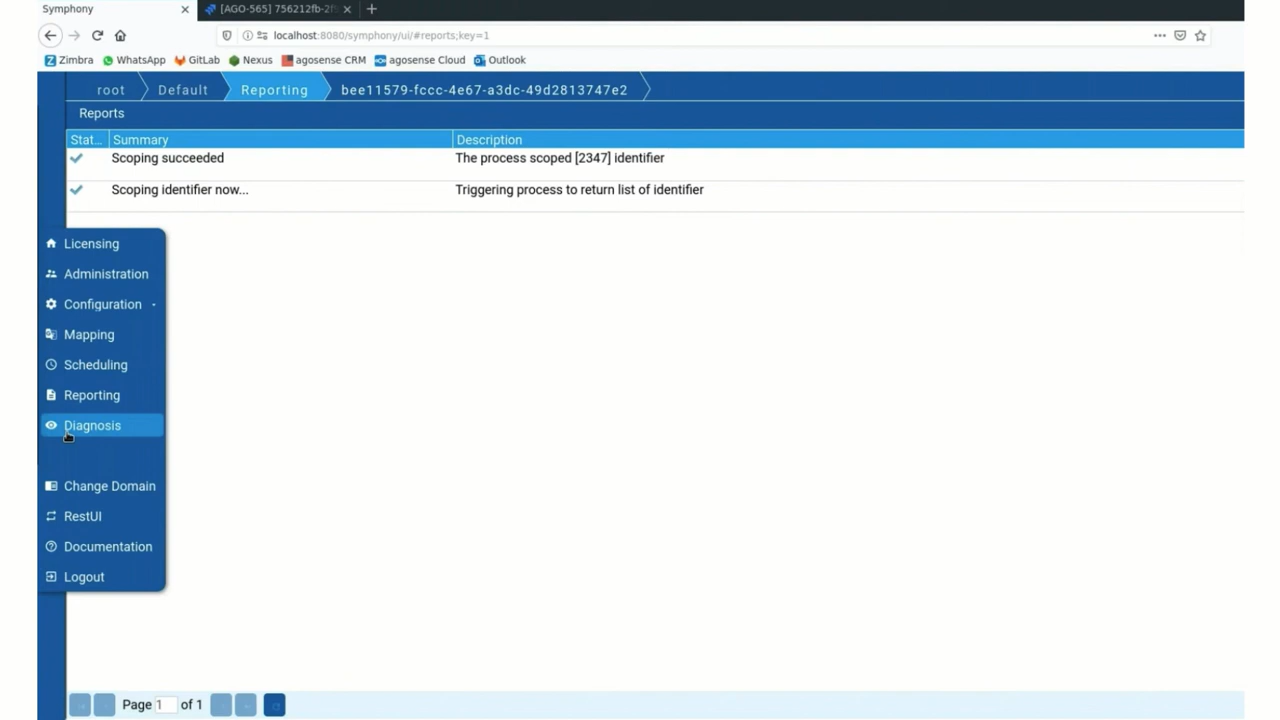 Symphony
[AGO-565] 756212fb-2f
localhost:8080/symphony/ui/#reports;key=1
Zimbra WhatsApp GitLab Nexus agosense CRM agosense Cloud Outlook
root Default Reporting bee11579-fccc-4e67-a3dc-49d2813747e2
Reports
Stat... Summary Description
Scoping succeeded The process scoped [2347] identifier
Scoping identifier now... Triggering process to return list of identifier
Licensing
Administration
Configuration
Mapping
Scheduling
Reporting
Diagnosis
Change Domain
RestUI
Documentation
Logout
Page 1 of 1